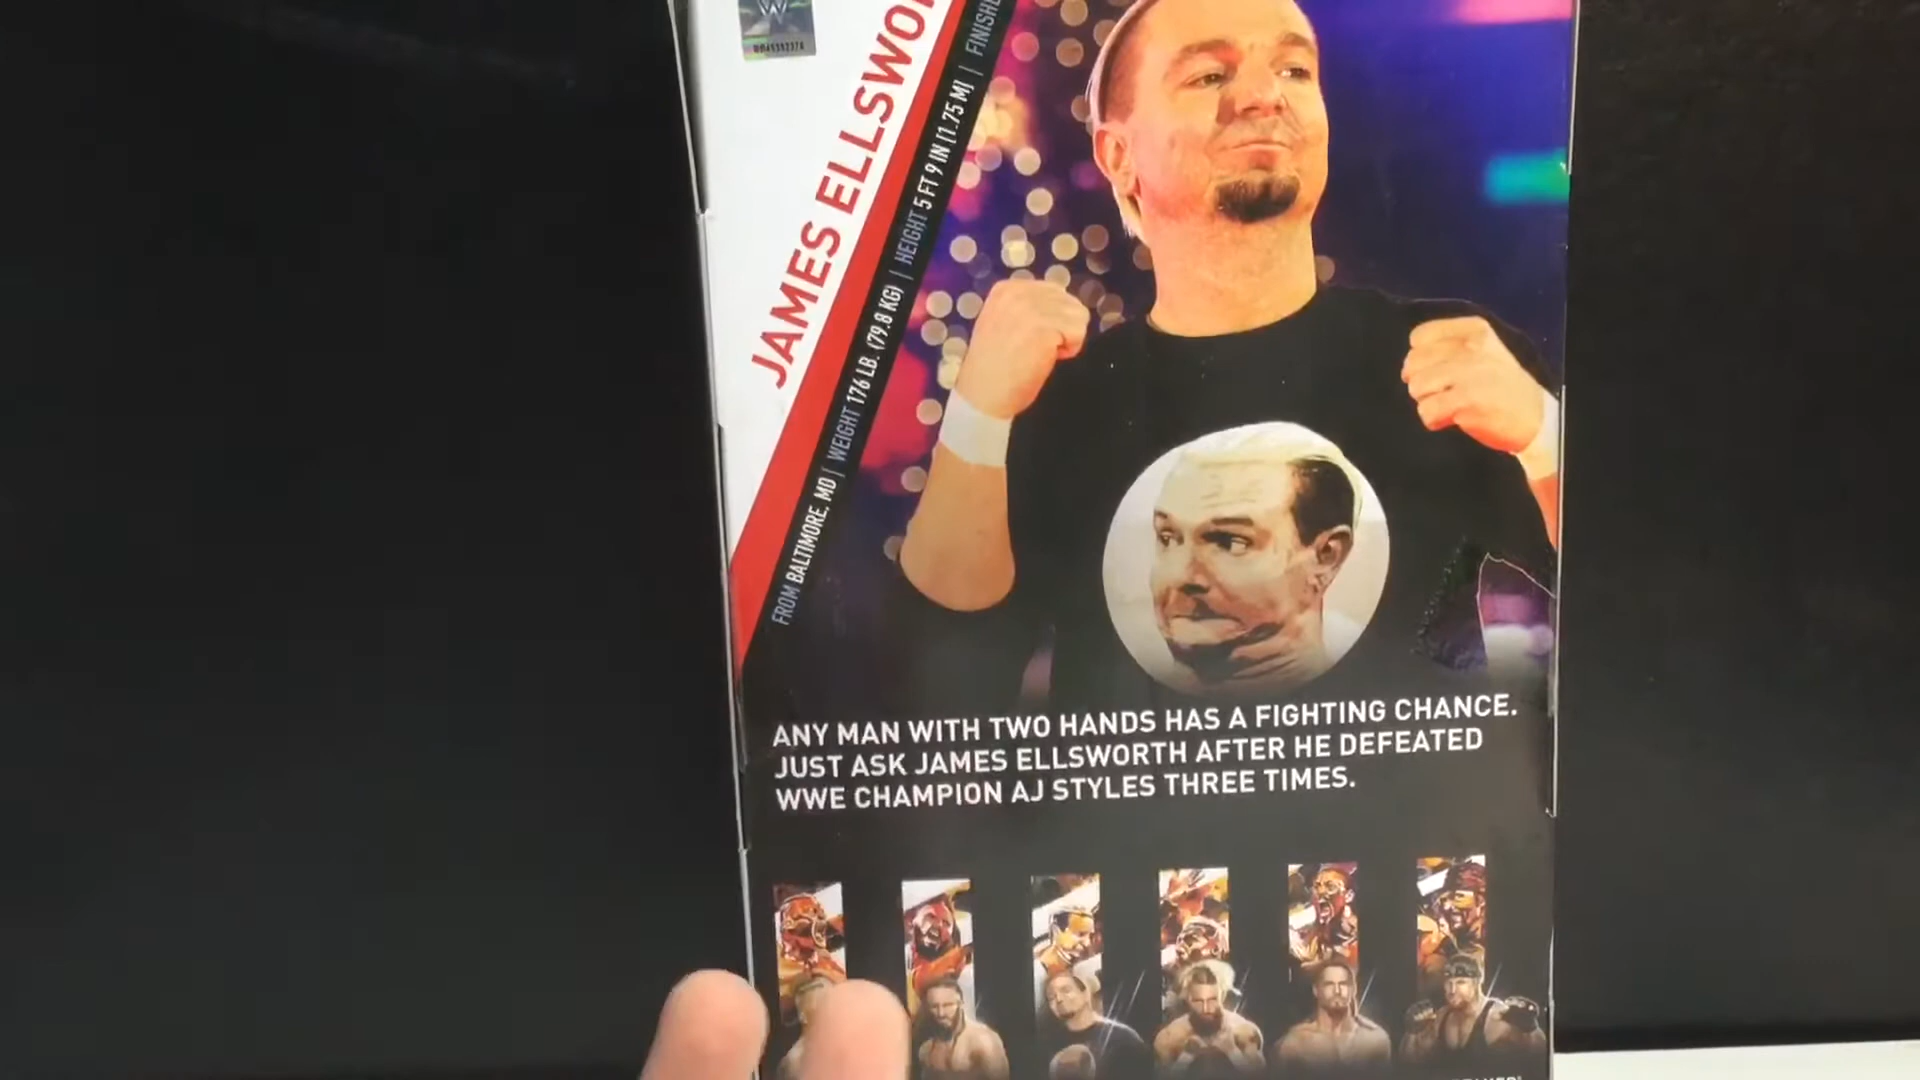 JAMES ELLSWOR
FROM BALTIMORE, MD | WEIGHT 176 LB. (79.8 KG) | HEIGHT 5 FT 9 IN [1.75 M] | FINISHE
ANY MAN WITH TWO HANDS HAS A FIGHTING CHANCE.
JUST ASK JAMES ELLSWORTH AFTER HE DEFEATED
WWE CHAMPION AJ STYLES THREE TIMES.